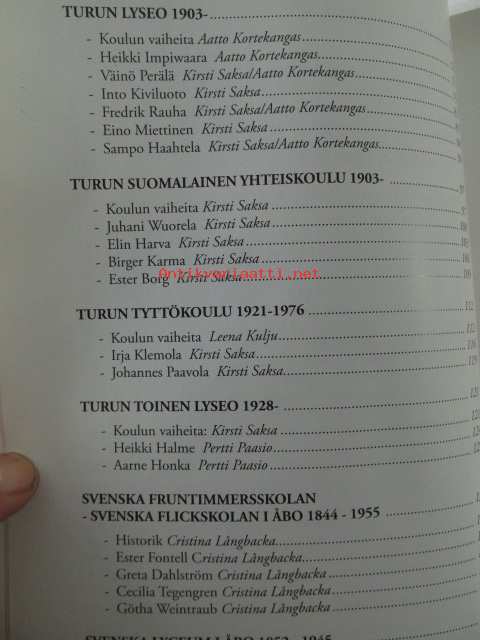 TURUN LYSEO 1903-
- Koulun vaiheita Aatto Kortekangas
- Heikki Impiwaara Aatto Kortekangas
- Väinö Perälä Kirsti Saksa/Aatto Kortekangas
- Into Kiviluoto Kirsti Saksa
- Fredrik Rauha Kirsti Saksa/Aatto Kortekangas
- Eino Miettinen Kirsti Saksa
- Sampo Haahtela Kirsti Saksa/Aatto Kortekangas
TURUN SUOMALAINEN YHTEISKOULU 1903-
- Koulun vaiheita Kirsti Saksa
- Juhani Wuorela Kirsti Saksa
- Elin Harva Kirsti Saksa
- Birger Karma Kirsti Saksa
Antikvariaatti.net
- Ester Borg Kirsti Saksa
TURUN TYTTÖKOULU 1921-1976
- Koulun vaiheita Leena Kulju
- Irja Klemola Kirsti Saksa
- Johannes Paavola Kirsti Saksa
TURUN TOINEN LYSEO 1928-
- Koulun vaiheita: Kirsti Saksa
- Heikki Halme Pertti Paasio
- Aarne Honka Pertti Paasio
SVENSKA FRUNTIMMERSSKOLAN
- SVENSKA FLICKSKOLAN I ÅBO 1844 - 1955
- Historik Cristina Långbacka
- Ester Fontell Cristina Långbacka
- Greta Dahlström Cristina Långbacka
- Cecilia Tegengren Cristina Långbacka
- Götha Weintraub Cristina Långbacka